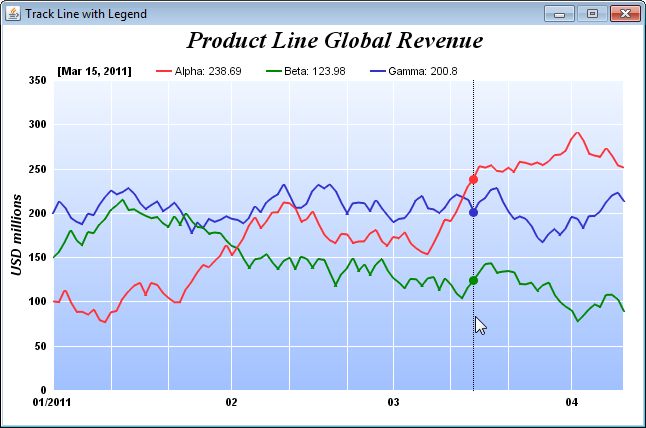 Track Line with Legend
Product Line Global Revenue
[Mar 15, 2011] Alpha: 238.69 Beta: 123.98 Gamma: 200.8
USD millions
350
300
250
200
150
100
50
0
01/2011 02 03 04